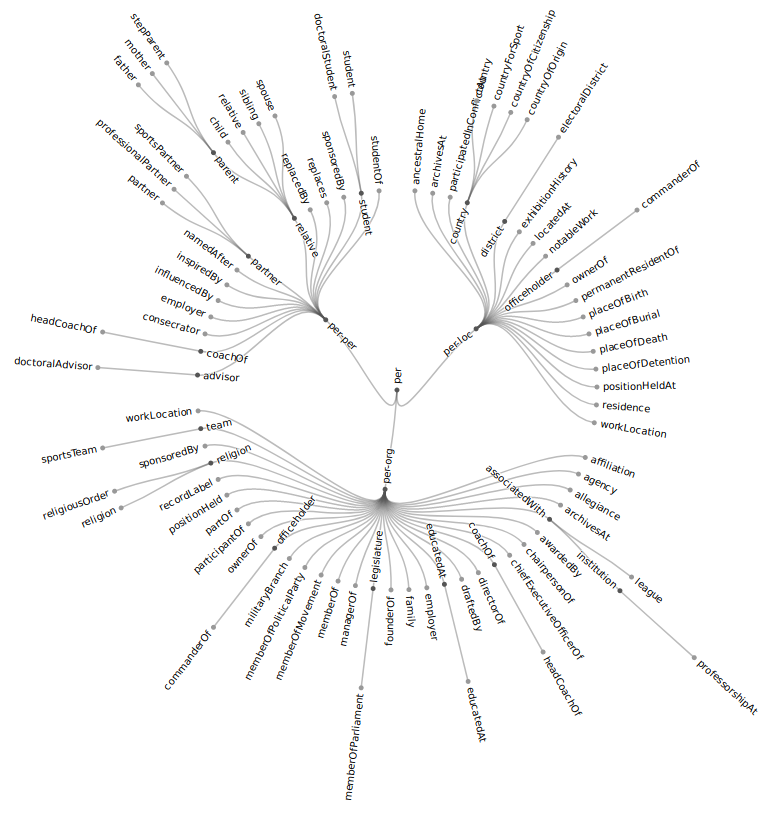 per
per-per
stepParent
mother
father
parent
spouse
sibling
relative
child
relative
sportsPartner
professionalPartner
partner
partner
doctoralStudent
student
student
studentOf
sponsoredBy
replaces
replacedBy
namedAfter
inspiredBy
influencedBy
employer
consecrator
headCoachOf
coachOf
doctoralAdvisor
advisor
per-loc
ancestralHome
archivesAt
participatedInConflictAt
country
country
countryForSport
countryOfCitizenship
countryOfOrigin
electoralDistrict
district
exhibitionHistory
locatedAt
notableWork
commanderOf
officeholder
ownerOf
permanentResidentOf
placeOfBirth
placeOfBurial
placeOfDeath
placeOfDetention
positionHeldAt
residence
workLocation
per-org
workLocation
team
sportsTeam
sponsoredBy
religion
religiousOrder
religion
recordLabel
positionHeld
partOf
participantOf
ownerOf
officeholder
commanderOf
militaryBranch
memberOfPoliticalParty
memberOfMovement
memberOf
managerOf
legislature
memberOfParliament
founderOf
family
employer
educatedAt
educatedAt
draftedBy
directorOf
coachOf
headCoachOf
chiefExecutiveOfficerOf
chairpersonOf
awardedBy
associatedWith
institution
professorshipAt
league
archivesAt
allegiance
agency
affiliation